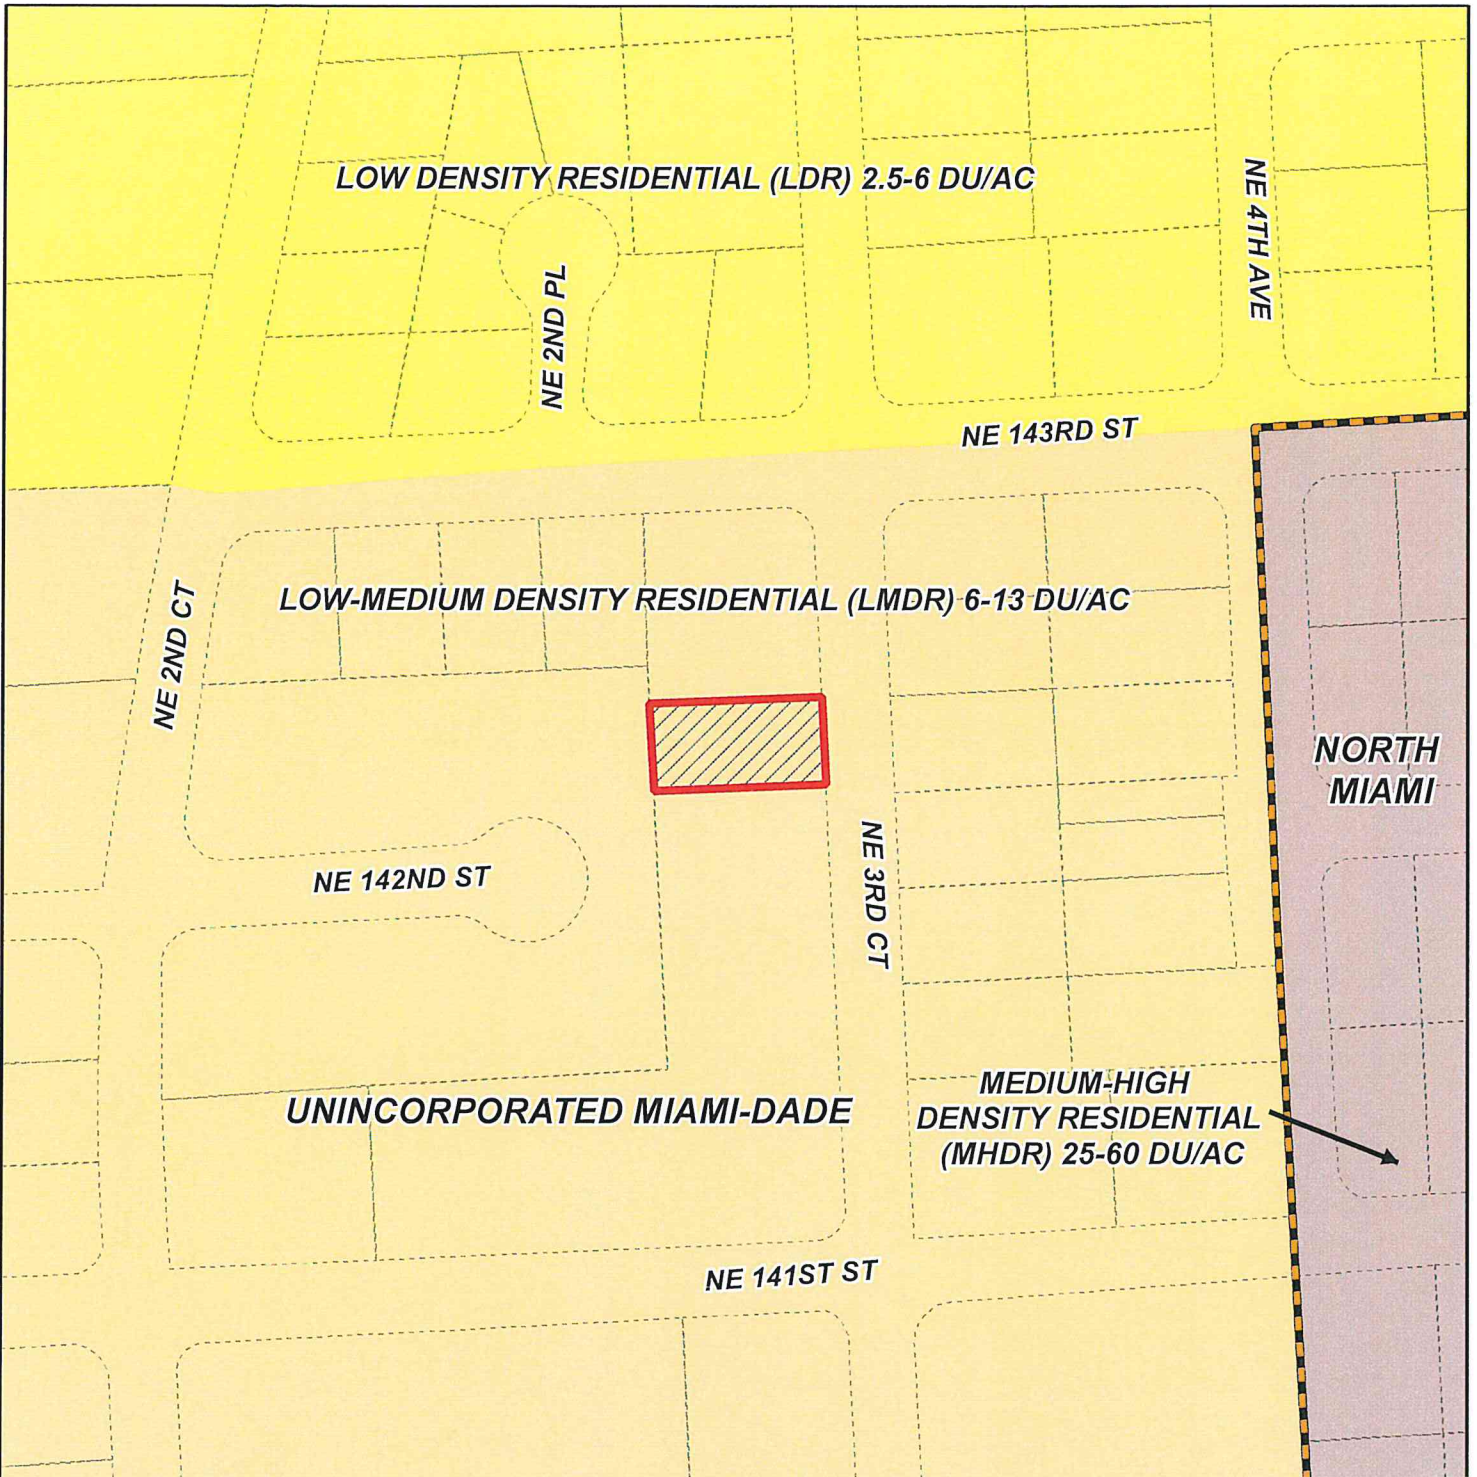 LOW DENSITY RESIDENTIAL (LDR) 2.5-6 DU/AC
NE 4TH AVE
NE 2ND PL
NE 143RD ST
LOW-MEDIUM DENSITY RESIDENTIAL (LMDR) 6-13 DU/AC
NE 2ND CT
NORTH
MIAMI
NE 142ND ST
NE 3RD CT
UNINCORPORATED MIAMI-DADE
MEDIUM-HIGH
DENSITY RESIDENTIAL
(MHDR) 25-60 DU/AC
NE 141ST ST